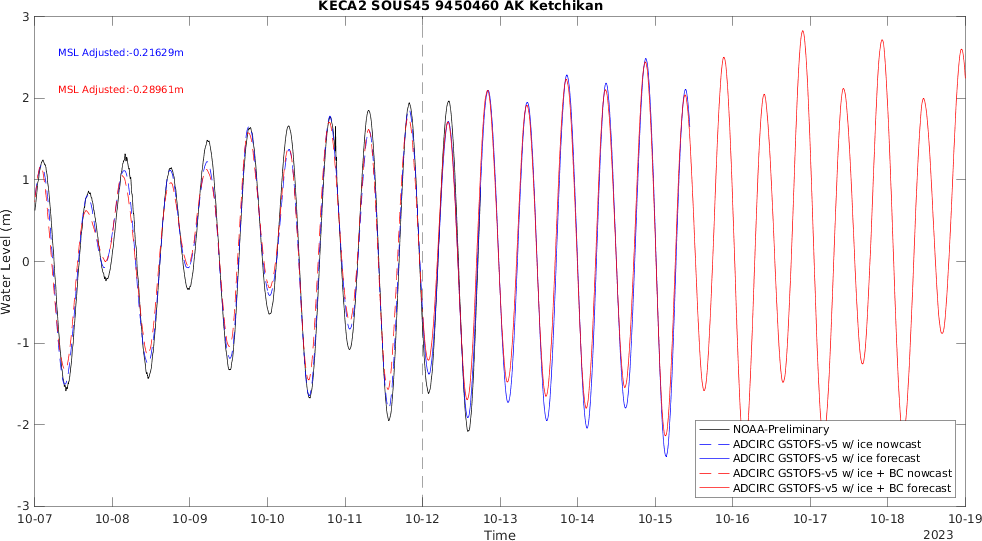 KECA2 SOUS45 9450460 AK Ketchikan
3
2
1
0
-1
-2
-3
Water Level (m)
MSL Adjusted:-0.21629m
MSL Adjusted:-0.28961m
NOAA-Preliminary
ADCIRC GSTOFS-v5 w/ ice nowcast
ADCIRC GSTOFS-v5 w/ ice forecast
ADCIRC GSTOFS-v5 w/ ice + BC nowcast
ADCIRC GSTOFS-v5 w/ ice + BC forecast
10-07 10-08 10-09 10-10 10-11 10-12 10-13 10-14 10-15 10-16 10-17 10-18 10-19
Time
2023